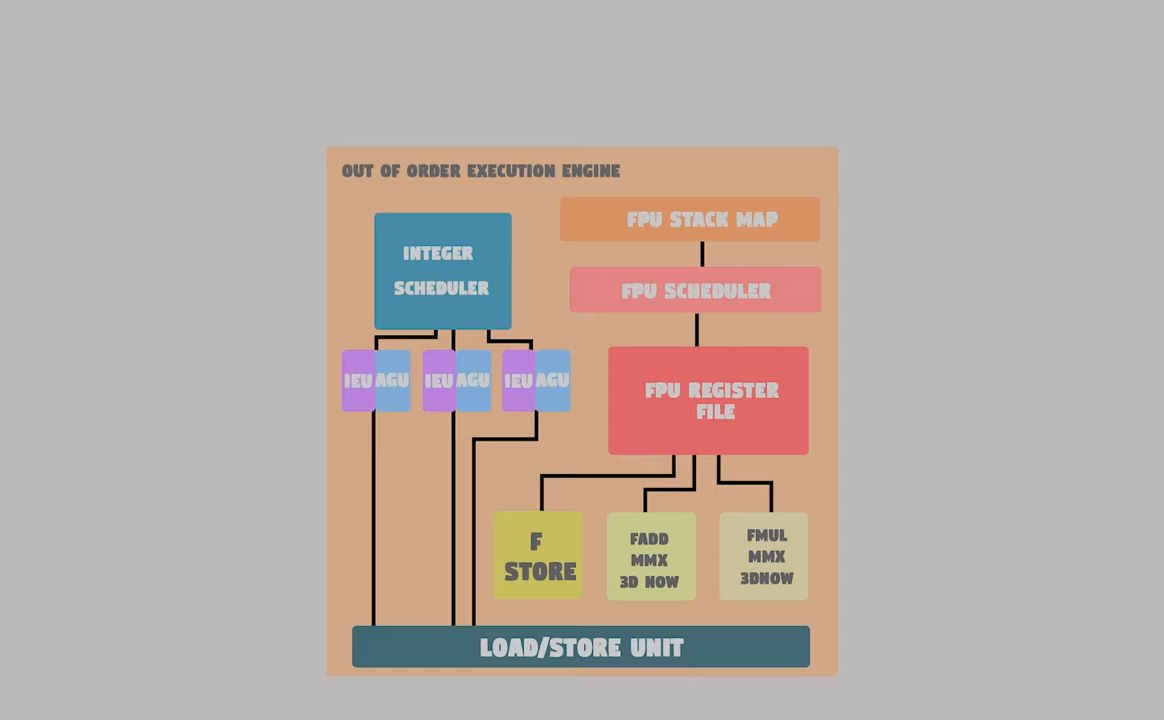 OUT OF ORDER EXECUTION ENGINE
INTEGER
SCHEDULER
FPU STACK MAP
FPU SCHEDULER
IEU AGU IEU AGU IEU AGU
FPU REGISTER
FILE
F
STORE
FADD
MMX
3D NOW
FMUL
MMX
3DNOW
LOAD/STORE UNIT